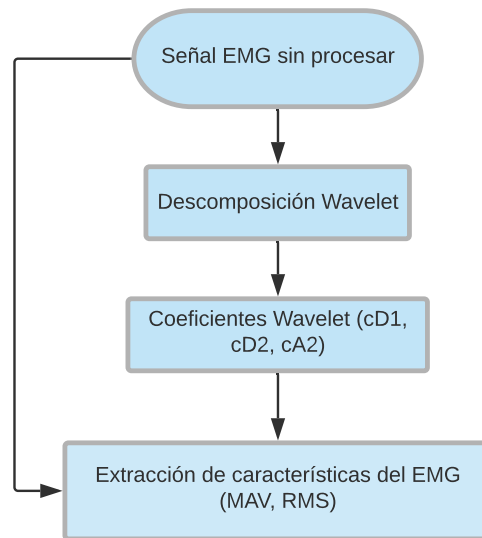 Señal EMG sin procesar
Descomposición Wavelet
Coeficientes Wavelet (cD1,
cD2, cA2)
Extracción de características del EMG
(MAV, RMS)